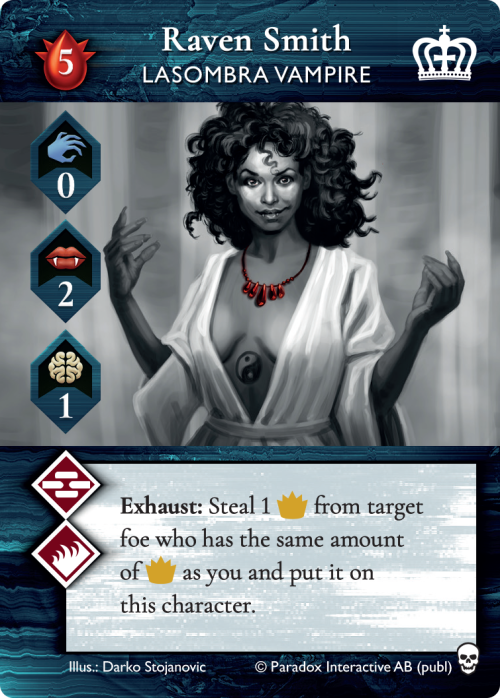 5
Raven Smith
LASOMBRA VAMPIRE
0
2
1
Exhaust: Steal 1 from target
foe who has the same amount
of as you and put it on
this character.
Illus.: Darko Stojanovic
© Paradox Interactive AB (publ)